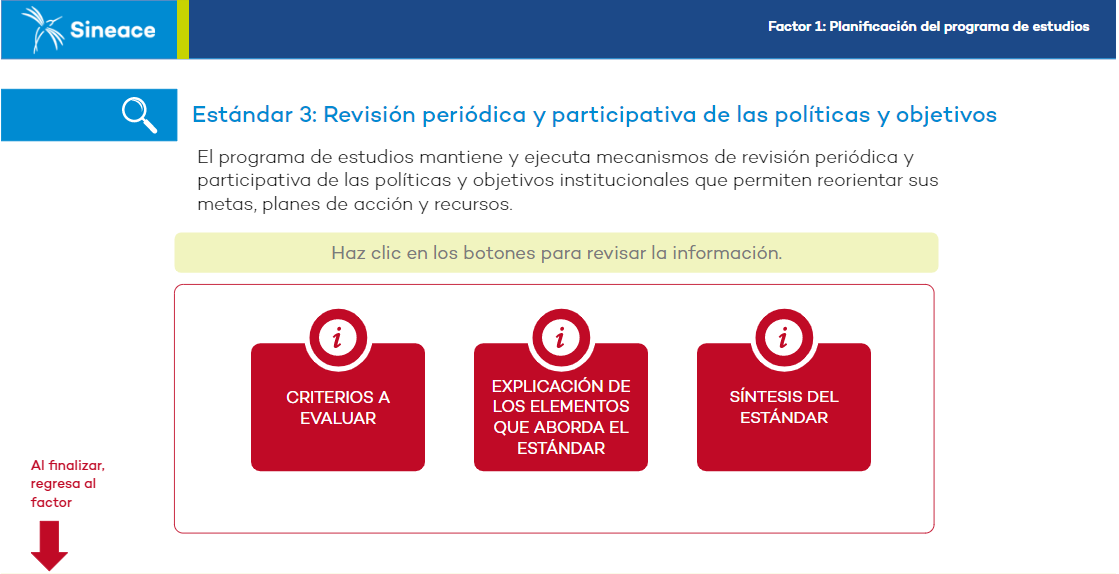 Sineace
Factor 1: Planificación del programa de estudios
Estándar 3: Revisión periódica y participativa de las políticas y objetivos
El programa de estudios mantiene y ejecuta mecanismos de revisión periódica y
participativa de las políticas y objetivos institucionales que permiten reorientar sus
metas, planes de acción y recursos.
Haz clic en los botones para revisar la información.
i
CRITERIOS A
EVALUAR
i
EXPLICACIÓN DE
LOS ELEMENTOS
QUE ABORDA EL
ESTÁNDAR
i
SÍNTESIS DEL
ESTÁNDAR
Al finalizar,
regresa al
factor